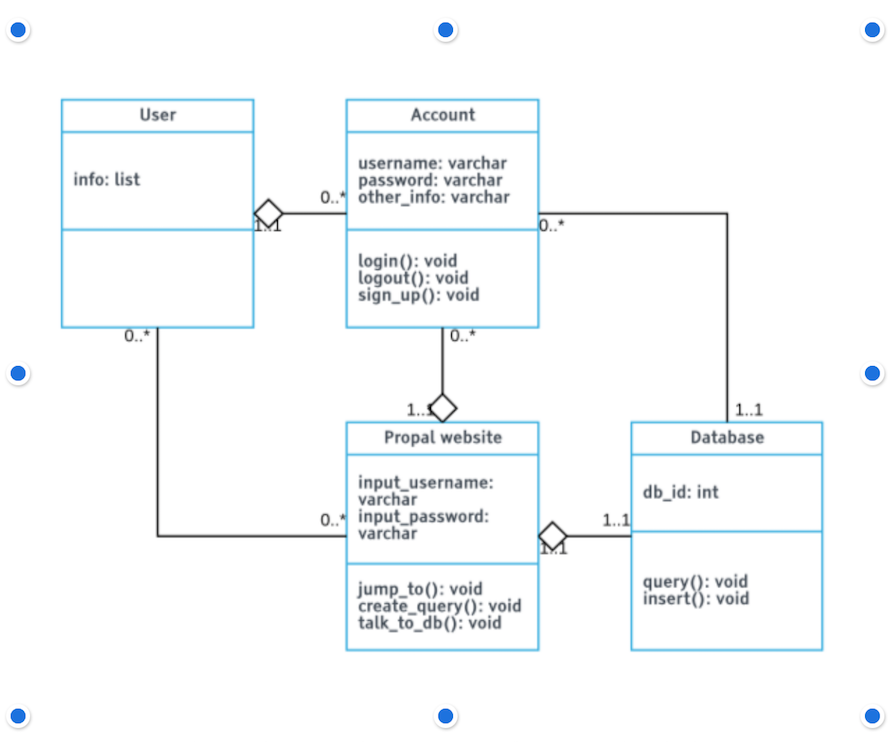 User
info: list
Account
username: varchar
password: varchar
other_info: varchar
login(): void
logout(): void
sign_up(): void
0..*
1..1
0..*
0..*
0..*
1..1
1..1
Propal website
input_username:
varchar
input_password:
varchar
jump_to(): void
create_query(): void
talk_to_db(): void
0..*
1..1
1..1
Database
db_id: int
query(): void
insert(): void